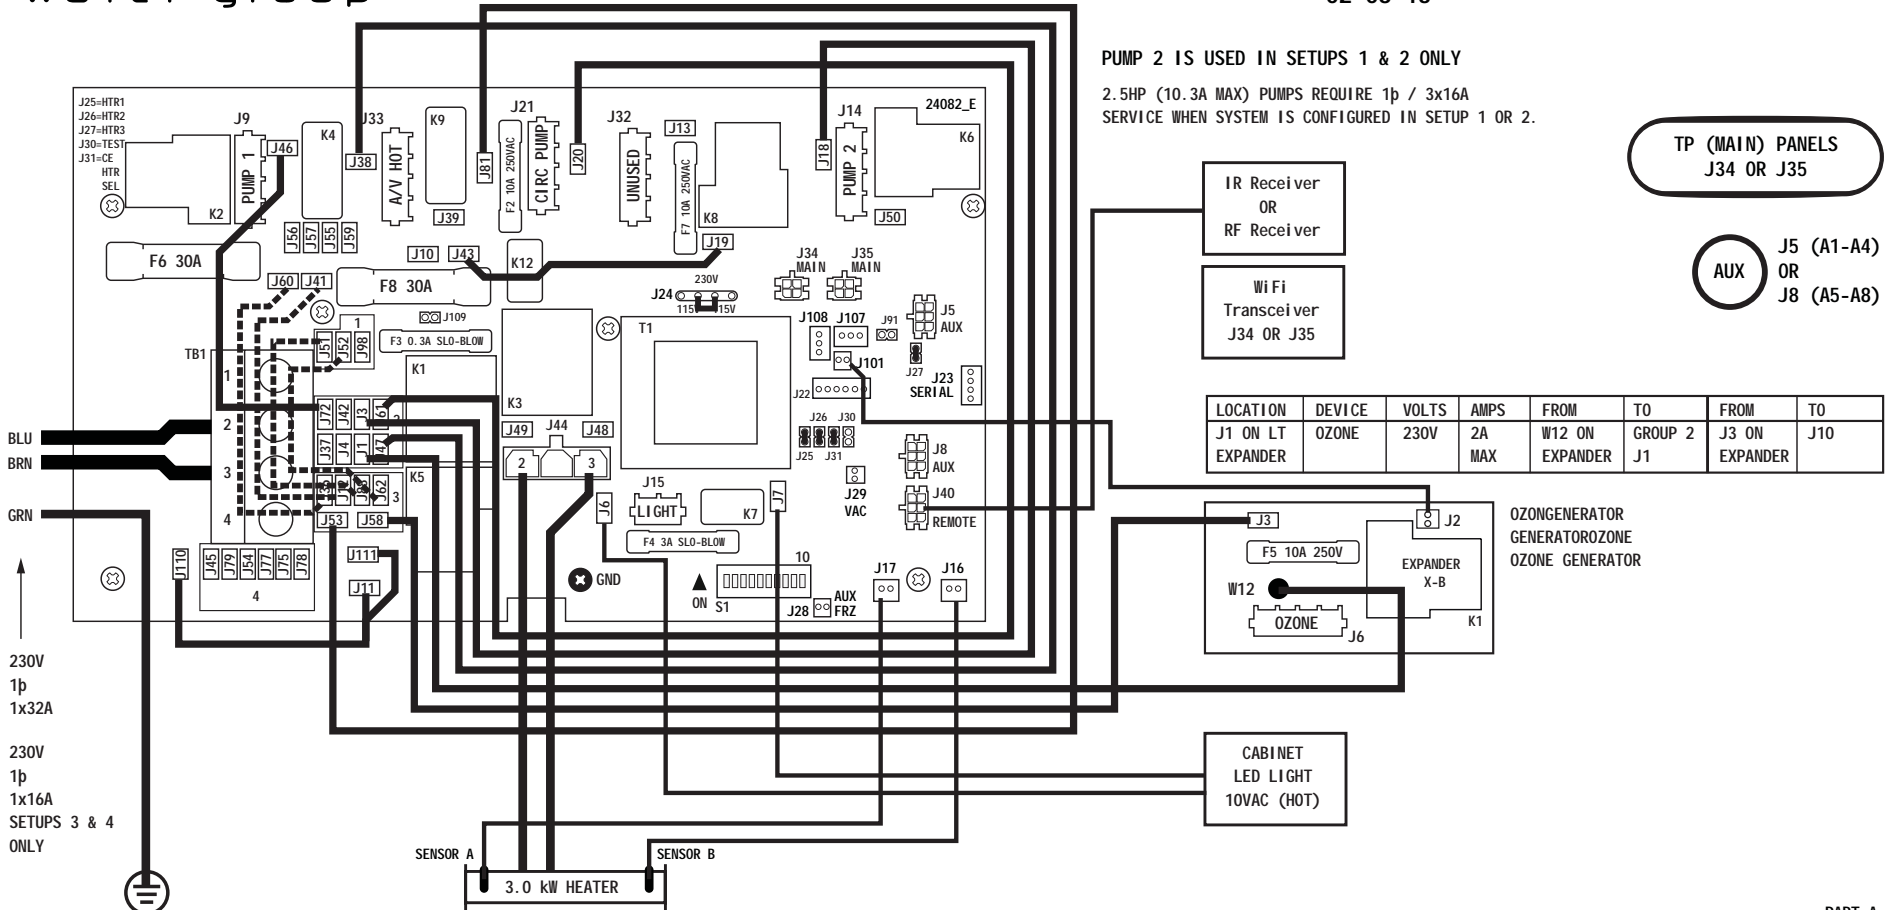 water group
PUMP 2 IS USED IN SETUPS 1 & 2 ONLY
2.5HP (10.3A MAX) PUMPS REQUIRE 1þ / 3x16A
SERVICE WHEN SYSTEM IS CONFIGURED IN SETUP 1 OR 2.
TP (MAIN) PANELS
J34 OR J35
AUX
J5 (A1-A4)
OR
J8 (A5-A8)
J25=HTR1
J26=HTR2
J27=HTR3
J30=TEST
J31=CE
HTR
SEL
J9
PUMP 1
K2
J46
K4
J33
J38
A/V HOT
K9
J39
J81
J21
F2 10A 250VAC
CIRC PUMP
J20
J32
UNUSED
J13
F7 10A 250VAC
K8
J19
J14
J18
PUMP 2
24082_E
K6
J50
J56
J57
J55
J59
F6 30A
J10
J43
K12
J60
J41
F8 30A
J109
F3 0.3A SLO-BLOW
J24
230V
115V
115V
J34
MAIN
J35
MAIN
J5
AUX
J108
J107
J91
J101
J27
J22
J23
SERIAL
J26
J30
J25
J31
J8
AUX
J29
VAC
J40
REMOTE
TB1
1
2
3
4
1
J51
J52
J98
J72
J42
J3
J61
J37
J4
J1
J47
J12
J62
3
J53
J58
K1
K5
K3
T1
J49
J44
J48
2
3
J6
J15
LIGHT
K7
J7
F4 3A SLO-BLOW
J110
J45
J79
J54
J77
J75
J78
4
J111
J11
GND
ON
S1
10
J28
AUX
FRZ
J17
J16
IR Receiver
OR
RF Receiver
WiFi
Transceiver
J34 OR J35
LOCATION DEVICE VOLTS AMPS FROM TO FROM TO
J1 ON LT OZONE 230V 2A W12 ON GROUP 2 J3 ON J10
EXPANDER MAX EXPANDER J1 EXPANDER
J3
J2
F5 10A 250V
EXPANDER
X-B
W12
OZONE
J6
K1
OZONGENERATOR
GENERATOROZONE
OZONE GENERATOR
BLU
BRN
GRN
230V
1þ
1x32A
230V
1þ
1x16A
SETUPS 3 & 4
ONLY
CABINET
LED LIGHT
10VAC (HOT)
SENSOR A
SENSOR B
3.0 kW HEATER